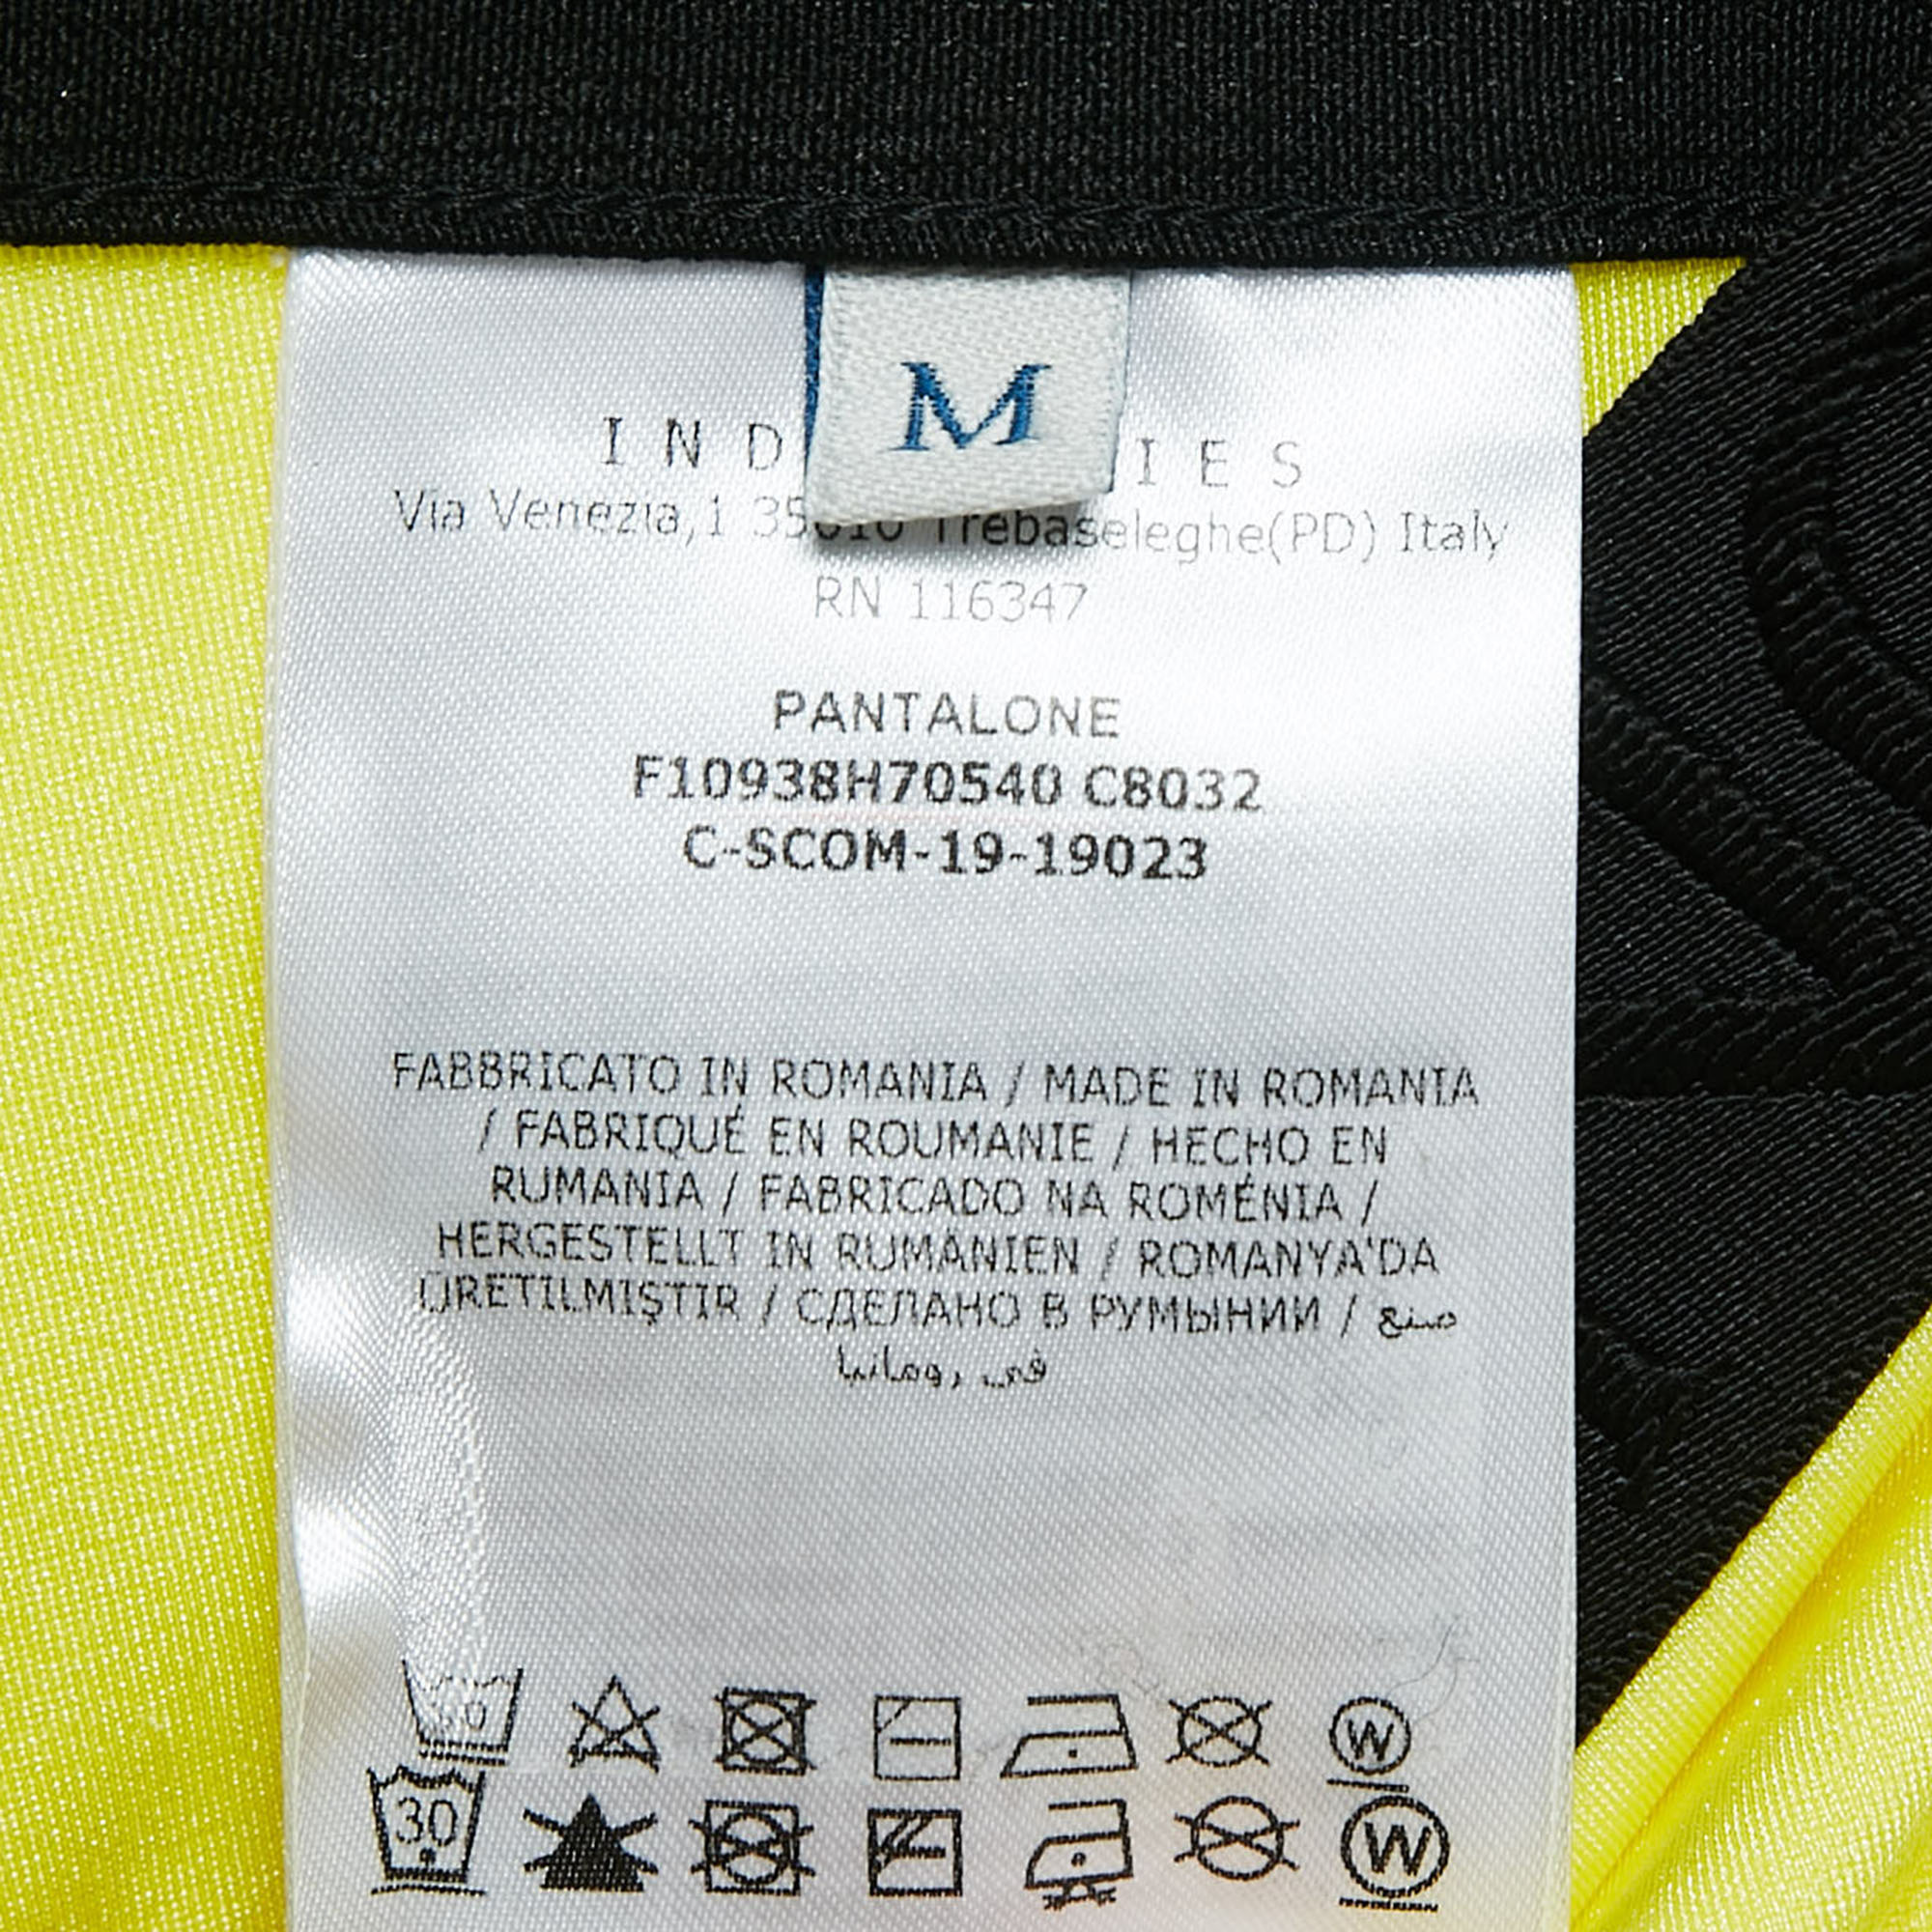 M
IND IES
Via Venezia,1 35010 Trebaseleghe(PD) Italy
RN 116347
PANTALONE
F10938H70540 C8032
C-SCOM-19-19023
FABBRICATO IN ROMANIA / MADE IN ROMANIA
/ FABRIQUÉ EN ROUMANIE / HECHO EN
RUMANIA / FABRICADO NA ROMÉNIA /
HERGESTELLT IN RUMÄNIEN / ROMANYA'DA
ÜRETILMIŞTIR / СДЕЛАНО В РУМЫНИИ / صنع
في رومانيا
30 W
30 W